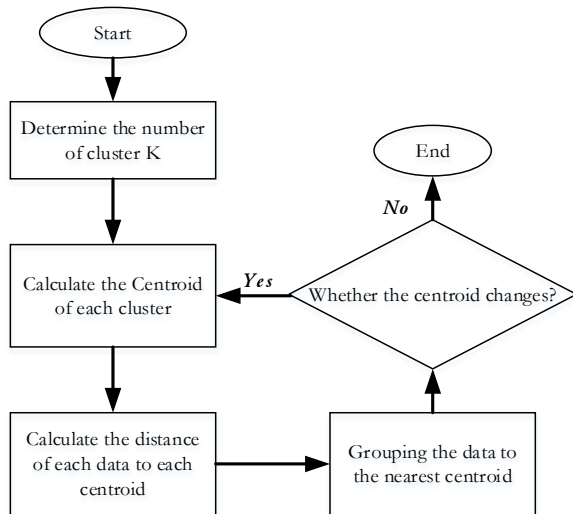 Start
Determine the number
of cluster K
End
No
Calculate the Centroid
of each cluster
Yes
Whether the centroid changes?
Calculate the distance
of each data to each
centroid
Grouping the data to
the nearest centroid